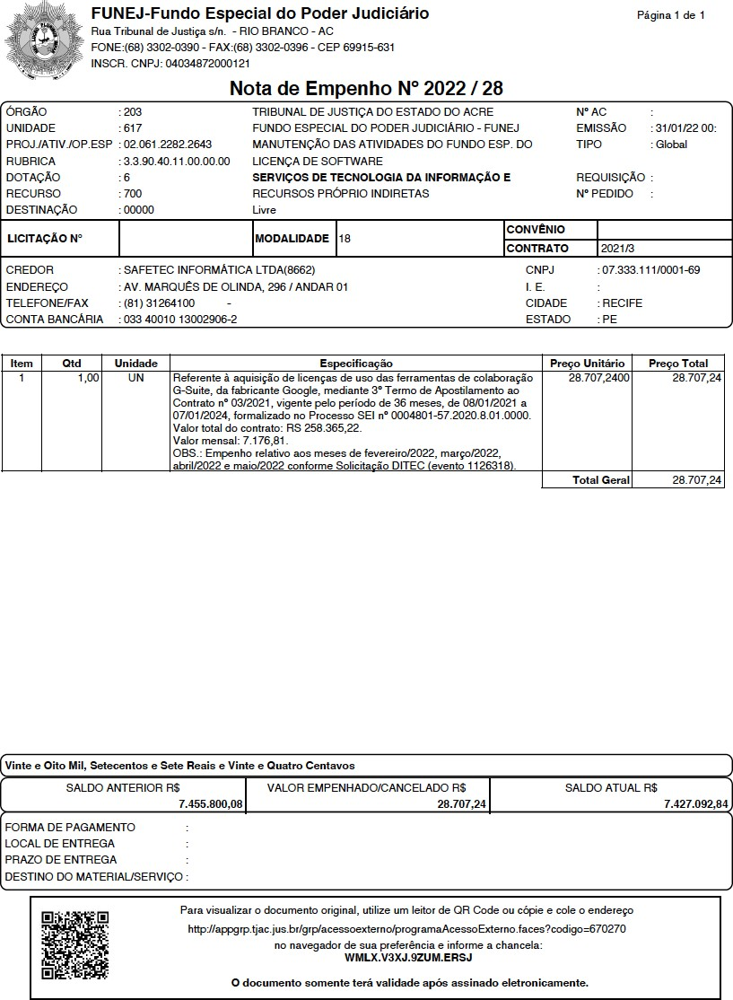 FUNEJ-Fundo Especial do Poder Judiciário
Página 1 de 1
Rua Tribunal de Justiça s/n. - RIO BRANCO - AC
FONE:(68) 3302-0390 - FAX:(68) 3302-0396 - CEP 69915-631
INSCR. CNPJ: 04034872000121
Nota de Empenho Nº 2022 / 28
ÓRGÃO : 203 TRIBUNAL DE JUSTIÇA DO ESTADO DO ACRE Nº AC :
UNIDADE : 617 FUNDO ESPECIAL DO PODER JUDICIÁRIO - FUNEJ EMISSÃO : 31/01/22 00:
PROJ./ATIV./OP.ESP : 02.061.2282.2643 MANUTENÇÃO DAS ATIVIDADES DO FUNDO ESP. DO TIPO : Global
RUBRICA : 3.3.90.40.11.00.00.00 LICENÇA DE SOFTWARE
DOTAÇÃO : 6 SERVIÇOS DE TECNOLOGIA DA INFORMAÇÃO E REQUISIÇÃO :
RECURSO : 700 RECURSOS PRÓPRIO INDIRETAS Nº PEDIDO :
DESTINAÇÃO : 00000 Livre
LICITAÇÃO Nº MODALIDADE 18 CONVÊNIO
CONTRATO 2021/3
CREDOR : SAFETEC INFORMÁTICA LTDA(8662) CNPJ : 07.333.111/0001-69
ENDEREÇO : AV. MARQUÊS DE OLINDA, 296 / ANDAR 01 I. E. :
TELEFONE/FAX : (81) 31264100 - CIDADE : RECIFE
CONTA BANCÁRIA : 033 40010 13002906-2 ESTADO : PE
Item Qtd Unidade Especificação Preço Unitário Preço Total
1 1,00 UN Referente à aquisição de licenças de uso das ferramentas de colaboração 28.707,2400 28.707,24
G-Suite, da fabricante Google, mediante 3º Termo de Apostilamento ao
Contrato nº 03/2021, vigente pelo período de 36 meses, de 08/01/2021 a
07/01/2024, formalizado no Processo SEI nº 0004801-57.2020.8.01.0000.
Valor total do contrato: RS 258.365,22.
Valor mensal: 7.176,81.
OBS.: Empenho relativo aos meses de fevereiro/2022, março/2022,
abril/2022 e maio/2022 conforme Solicitação DITEC (evento 1126318).
Total Geral 28.707,24
Vinte e Oito Mil, Setecentos e Sete Reais e Vinte e Quatro Centavos
SALDO ANTERIOR R$ VALOR EMPENHADO/CANCELADO R$ SALDO ATUAL R$
7.455.800,08 28.707,24 7.427.092,84
FORMA DE PAGAMENTO :
LOCAL DE ENTREGA :
PRAZO DE ENTREGA :
DESTINO DO MATERIAL/SERVIÇO :
Para visualizar o documento original, utilize um leitor de QR Code ou cópie e cole o endereço
http://appgrp.tjac.jus.br/grp/acessoexterno/programaAcessoExterno.faces?codigo=670270
no navegador de sua preferência e informe a chancela:
WMLX.V3XJ.9ZUM.ERSJ
O documento somente terá validade após assinado eletronicamente.